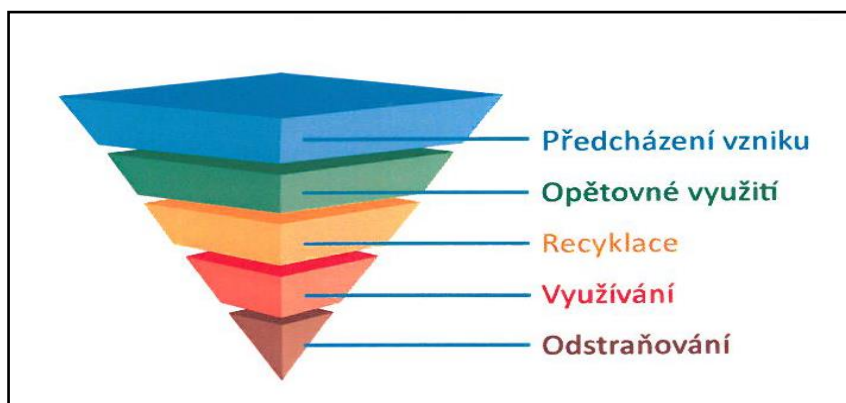 Předcházení vzniku
Opětovné využití
Recyklace
Využívání
Odstraňování